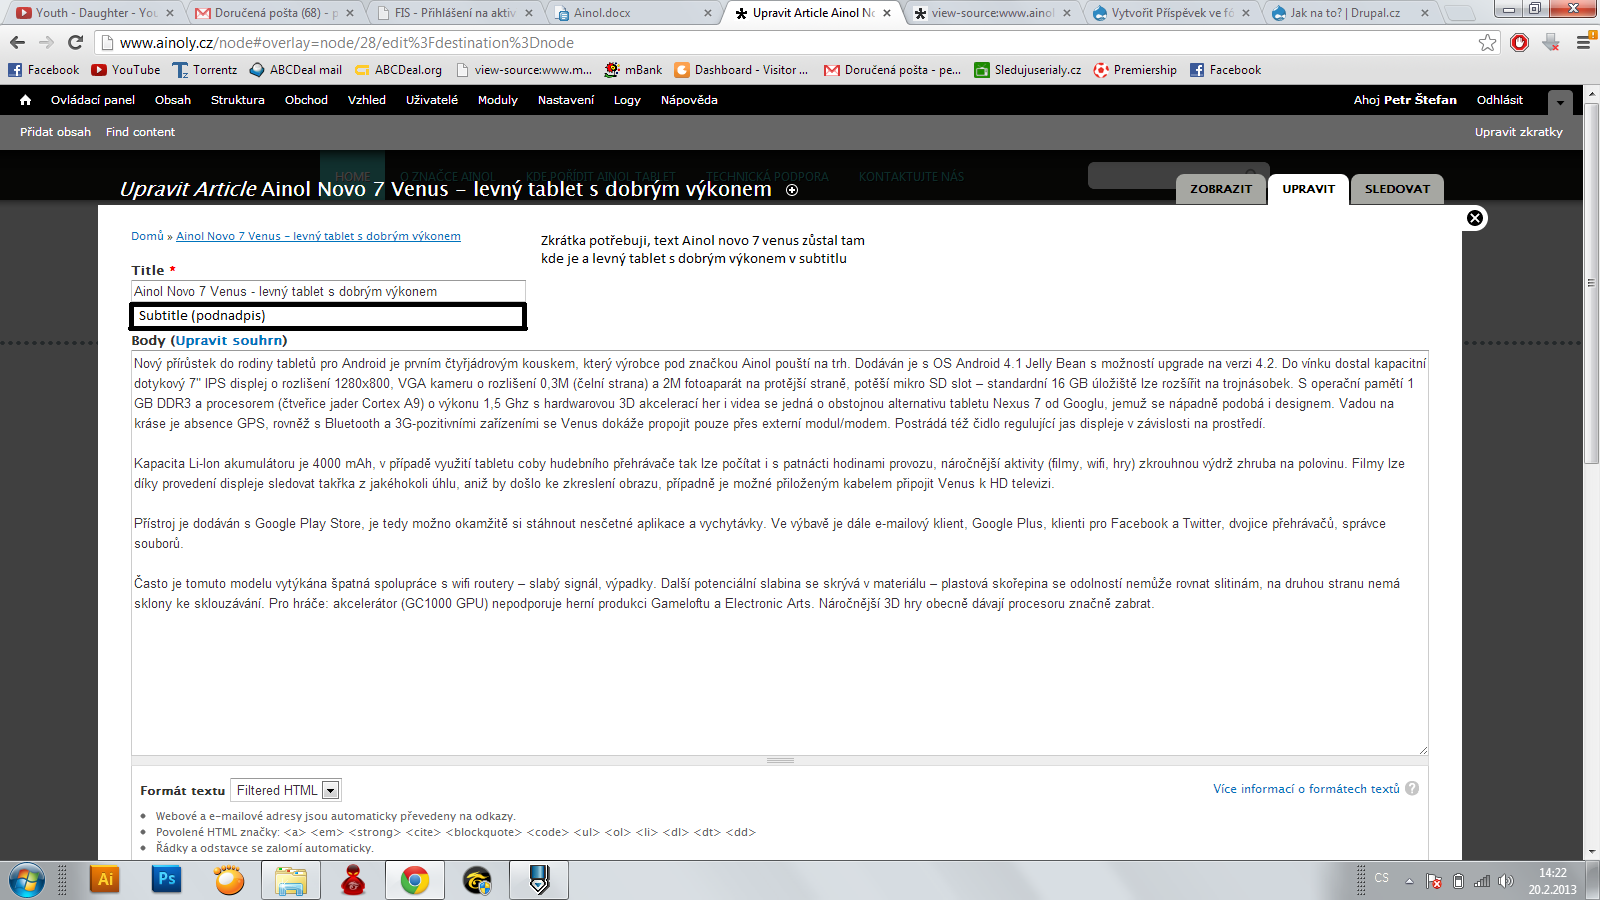 Youth - Daughter - You
Doručená pošta (68) - p
FIS - Přihlášení na aktiv
Ainol.docx
Upravit Article Ainol No
view-source:www.ainol
Vytvořit Příspěvek ve fó
Jak na to? | Drupal.cz
www.ainoly.cz/node#overlay=node/28/edit%3Fdestination%3Dnode
Facebook
YouTube
Torrentz
ABCDeal mail
ABCDeal.org
view-source:www.m...
mBank
Dashboard - Visitor ...
Doručená pošta - pe...
Sledujuserialy.cz
Premiership
Facebook
Ovládací panel
Obsah
Struktura
Obchod
Vzhled
Uživatelé
Moduly
Nastavení
Logy
Nápověda
Ahoj Petr Štefan
Odhlásit
Přidat obsah
Find content
Upravit zkratky
HOME
O ZNAČCE AINOL
KDE POŘÍDIT AINOL TABLET
TECHNICKÁ PODPORA
KONTAKTUJTE NÁS
Upravit Article Ainol Novo 7 Venus – levný tablet s dobrým výkonem
ZOBRAZIT
UPRAVIT
SLEDOVAT
Domů » Ainol Novo 7 Venus – levný tablet s dobrým výkonem
Zkrátka potřebuji, text Ainol novo 7 venus zůstal tam
kde je a levný tablet s dobrým výkonem v subtitlu
Title *
Ainol Novo 7 Venus - levný tablet s dobrým výkonem
Subtitle (podnadpis)
Body (Upravit souhrn)
Nový přírůstek do rodiny tabletů pro Android je prvním čtyřjádrovým kouskem, který výrobce pod značkou Ainol pouští na trh. Dodáván je s OS Android 4.1 Jelly Bean s možností upgrade na verzi 4.2. Do vínku dostal kapacitní
dotykový 7" IPS displej o rozlišení 1280x800, VGA kameru o rozlišení 0,3M (čelní strana) a 2M fotoaparát na protější straně, potěší mikro SD slot – standardní 16 GB úložiště lze rozšířit na trojnásobek. S operační pamětí 1
GB DDR3 a procesorem (čtveřice jader Cortex A9) o výkonu 1,5 Ghz s hardwarovou 3D akcelerací her i videa se jedná o obstojnou alternativu tabletu Nexus 7 od Googlu, jemuž se nápadně podobá i designem. Vadou na
kráse je absence GPS, rovněž s Bluetooth a 3G-pozitivními zařízeními se Venus dokáže propojit pouze přes externí modul/modem. Postrádá též čidlo regulující jas displeje v závislosti na prostředí.
Kapacita Li-Ion akumulátoru je 4000 mAh, v případě využití tabletu coby hudebního přehrávače tak lze počítat i s patnácti hodinami provozu, náročnější aktivity (filmy, wifi, hry) zkrouhnou výdrž zhruba na polovinu. Filmy lze
díky provedení displeje sledovat takřka z jakéhokoli úhlu, aniž by došlo ke zkreslení obrazu, případně je možné přiloženým kabelem připojit Venus k HD televizi.
Přístroj je dodáván s Google Play Store, je tedy možno okamžitě si stáhnout nesčetné aplikace a vychytávky. Ve výbavě je dále e-mailový klient, Google Plus, klienti pro Facebook a Twitter, dvojice přehrávačů, správce
souborů.
Často je tomuto modelu vytýkána špatná spolupráce s wifi routery – slabý signál, výpadky. Další potenciální slabina se skrývá v materiálu – plastová skořepina se odolností nemůže rovnat slitinám, na druhou stranu nemá
sklony ke sklouzávání. Pro hráče: akcelerátor (GC1000 GPU) nepodporuje herní produkci Gameloftu a Electronic Arts. Náročnější 3D hry obecně dávají procesoru značně zabrat.
Formát textu
Filtered HTML
Více informací o formátech textů
Webové a e-mailové adresy jsou automaticky převedeny na odkazy.
Povolené HTML značky: <a> <em> <strong> <cite> <blockquote> <code> <ul> <ol> <li> <dl> <dt> <dd>
Řádky a odstavce se zalomí automaticky.
Ai
Ps
CS
14:22
20.2.2013